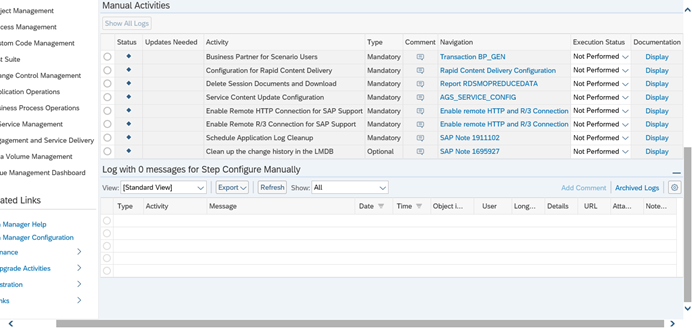 Manual Activities
Show All Logs
Status Updates Needed Activity Type Comment Navigation Execution Status Documentation
Business Partner for Scenario Users Mandatory Transaction BP_GEN Not Performed Display
Configuration for Rapid Content Delivery Mandatory Rapid Content Delivery Configuration Not Performed Display
Delete Session Documents and Download Mandatory Report RDSMOPREDUCEDATA Not Performed Display
Service Content Update Configuration Mandatory AGS_SERVICE_CONFIG Not Performed Display
Enable Remote HTTP Connection for SAP Support Mandatory Enable remote HTTP and R/3 Connection Not Performed Display
Enable Remote R/3 Connection for SAP Support Mandatory Enable remote HTTP and R/3 Connection Not Performed Display
Schedule Application Log Cleanup Mandatory SAP Note 1911102 Not Performed Display
Clean up the change history in the LMDB Optional SAP Note 1695927 Not Performed Display
Log with 0 messages for Step Configure Manually
View: [Standard View] Export Refresh Show: All Add Comment Archived Logs
Type Activity Message Date Time Object I... User Long... Details URL Atta... Note...
ject Management
cess Management
stom Code Management
t Suite
ange Control Management
plication Operations
siness Process Operations
Service Management
gagement and Service Delivery
a Volume Management
ue Management Dashboard
ated Links
Manager Help
Manager Configuration
nance
pgrade Activities
stration
nks